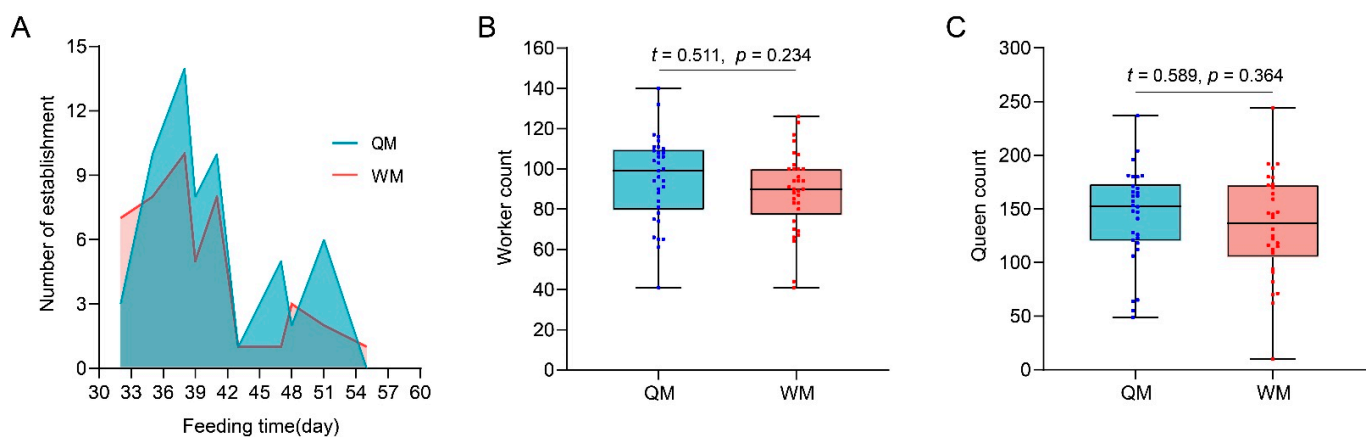 A
Number of establishment
15
12
9
6
3
0
30 33 36 39 42 45 48 51 54 57 60
Feeding time(day)
QM
WM
B
Worker count
160
140
120
100
80
60
40
20
0
t = 0.511, p = 0.234
QM WM
C
Queen count
300
250
200
150
100
50
0
t = 0.589, p = 0.364
QM WM